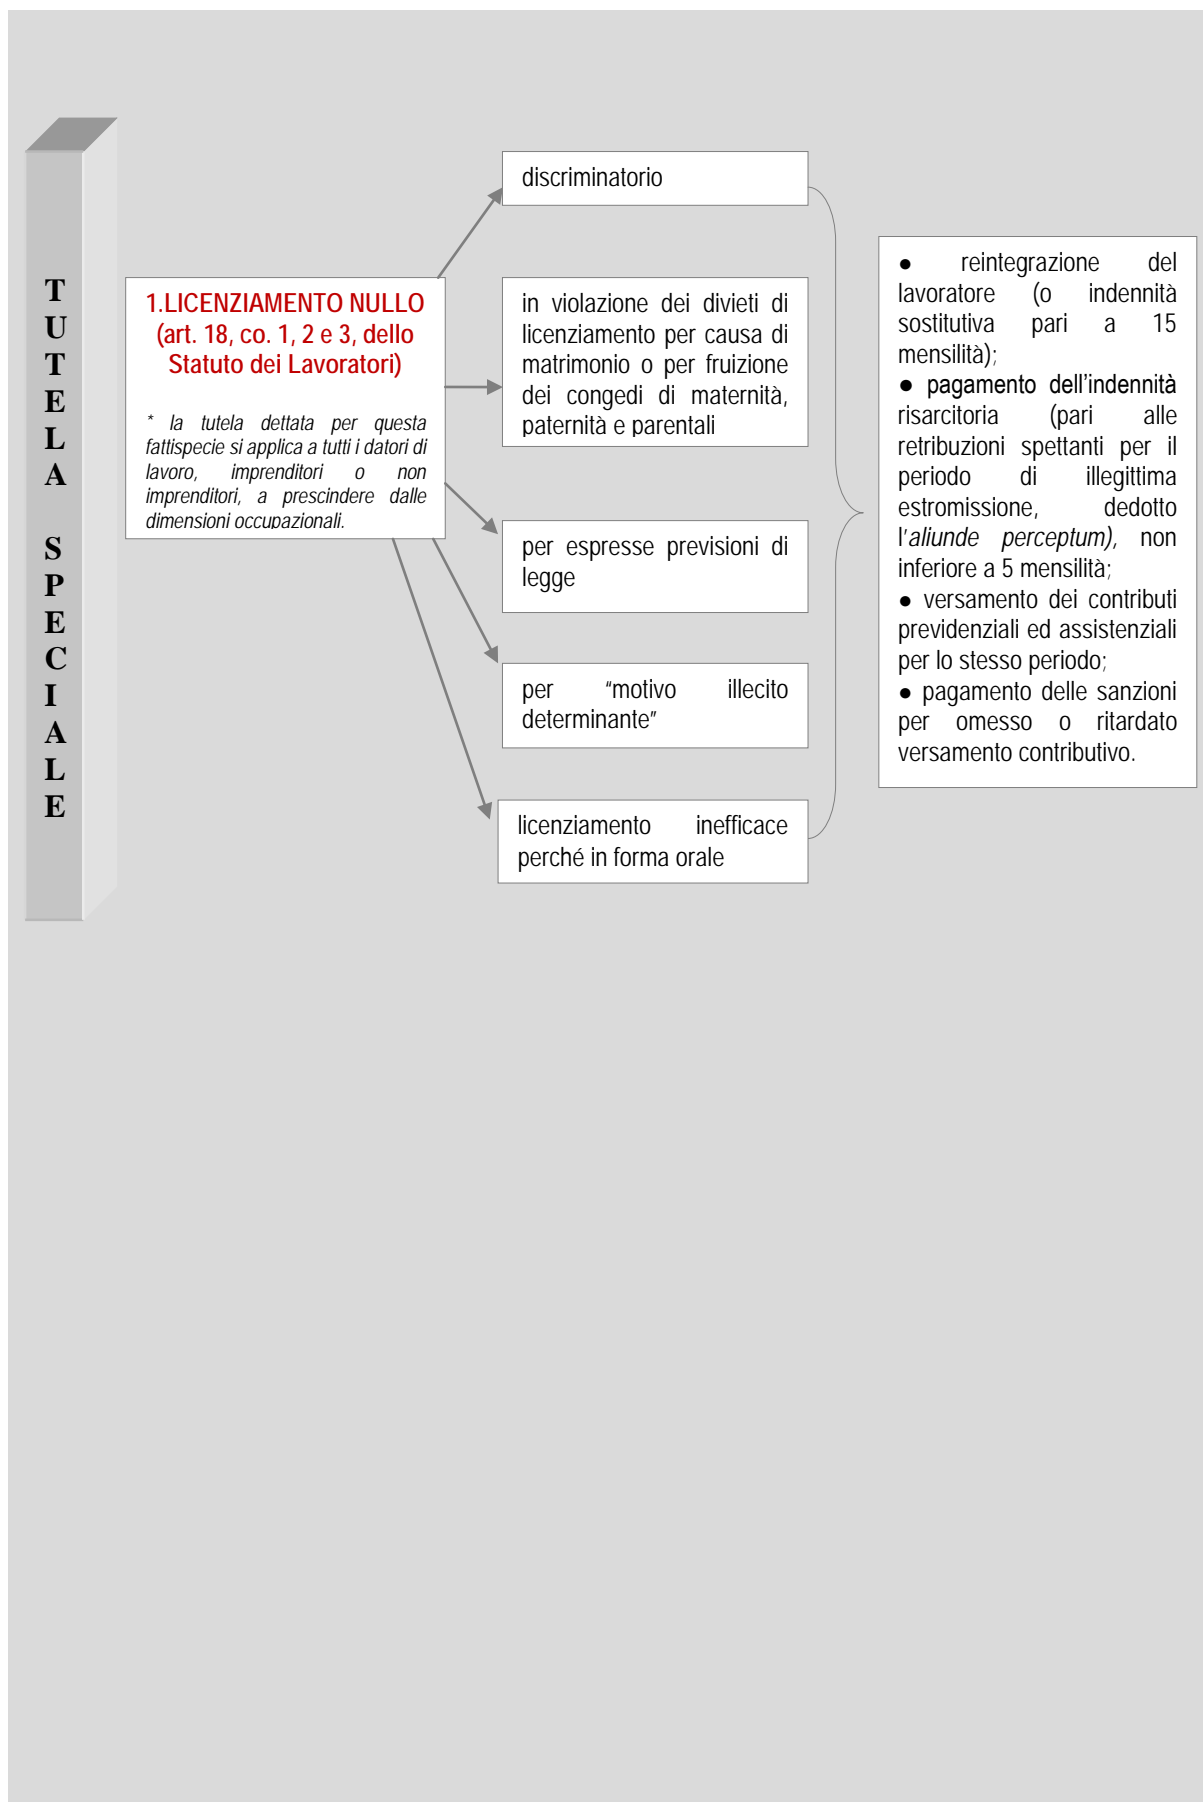 TUTELA SPECIALE
1.LICENZIAMENTO NULLO
(art. 18, co. 1, 2 e 3, dello
Statuto dei Lavoratori)
* la tutela dettata per questa
fattispecie si applica a tutti i datori di
lavoro, imprenditori o non
imprenditori, a prescindere dalle
dimensioni occupazionali.
discriminatorio
in violazione dei divieti di
licenziamento per causa di
matrimonio o per fruizione
dei congedi di maternità,
paternità e parentali
per espresse previsioni di
legge
per "motivo illecito
determinante"
licenziamento inefficace
perché in forma orale
● reintegrazione del
lavoratore (o indennità
sostitutiva pari a 15
mensilità);
● pagamento dell'indennità
risarcitoria (pari alle
retribuzioni spettanti per il
periodo di illegittima
estromissione, dedotto
l'aliunde perceptum), non
inferiore a 5 mensilità;
● versamento dei contributi
previdenziali ed assistenziali
per lo stesso periodo;
● pagamento delle sanzioni
per omesso o ritardato
versamento contributivo.